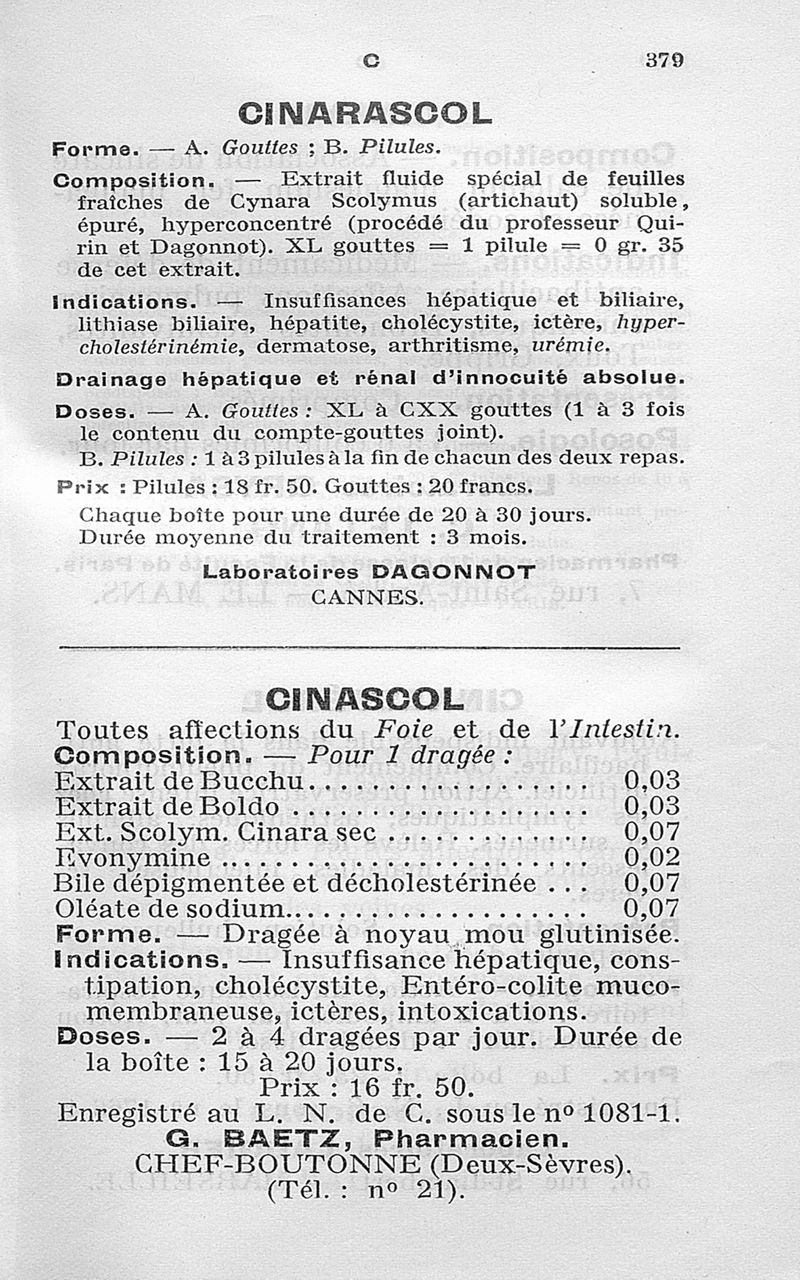 C 379
CINARASCOL
Forme. — A. Gouttes ; B. Pilules.
Composition. — Extrait fluide spécial de feuilles
fraîches de Cynara Scolymus (artichaut) soluble,
épuré, hyperconcentré (procédé du professeur Qui-
rin et Dagonnot). XL gouttes = 1 pilule = 0 gr. 35
de cet extrait.
Indications. — Insuffisances hépatique et biliaire,
lithiase biliaire, hépatite, cholécystite, ictère, hyper-
cholestérinémie, dermatose, arthritisme, urémie.
Drainage hépatique et rénal d'innocuité absolue.
Doses. — A. Gouttes : XL à CXX gouttes (1 à 3 fois
le contenu du compte-gouttes joint).
B. Pilules : 1 à 3 pilules à la fin de chacun des deux repas.
Prix : Pilules : 18 fr. 50. Gouttes : 20 francs.
Chaque boîte pour une durée de 20 à 30 jours.
Durée moyenne du traitement : 3 mois.
Laboratoires DAGONNOT
CANNES.
CINASCOL
Toutes affections du Foie et de l'Intestin.
Composition. — Pour 1 dragée :
Extrait de Bucchu.................. 0,03
Extrait de Boldo ................... 0,03
Ext. Scolym. Cinara sec ............. 0,07
Evonymine ........................ 0,02
Bile dépigmentée et décholestérinée ... 0,07
Oléate de sodium................... 0,07
Forme. — Dragée à noyau mou glutinisée.
Indications. — Insuffisance hépatique, cons-
tipation, cholécystite, Entéro-colite muco-
membraneuse, ictères, intoxications.
Doses. — 2 à 4 dragées par jour. Durée de
la boîte : 15 à 20 jours.
Prix : 16 fr. 50.
Enregistré au L. N. de C. sous le nº 1081-1.
G. BAETZ, Pharmacien.
CHEF-BOUTONNE (Deux-Sèvres).
(Tél. : nº 21).